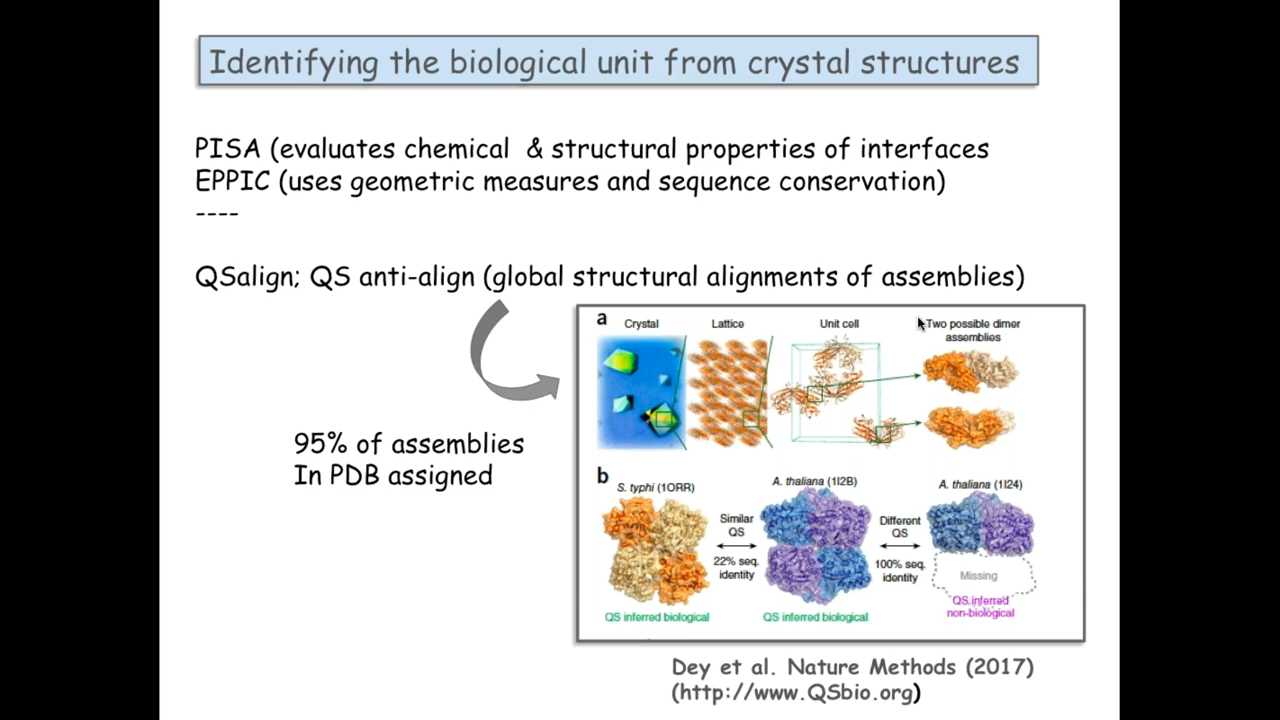 Identifying the biological unit from crystal structures
PISA (evaluates chemical & structural properties of interfaces
EPPIC (uses geometric measures and sequence conservation)
----
QSalign; QS anti-align (global structural alignments of assemblies)
95% of assemblies
In PDB assigned
a
Crystal
Lattice
Unit cell
Two possible dimer
assemblies
b
S. typhi (1ORR)
A. thaliana (1I2B)
A. thaliana (1I24)
Similar
QS
22% seq.
identity
Different
QS
100% seq.
identity
Missing
QS inferred biological
QS inferred biological
QS inferred
non-biological
Dey et al. Nature Methods (2017)
(http://www.QSbio.org)